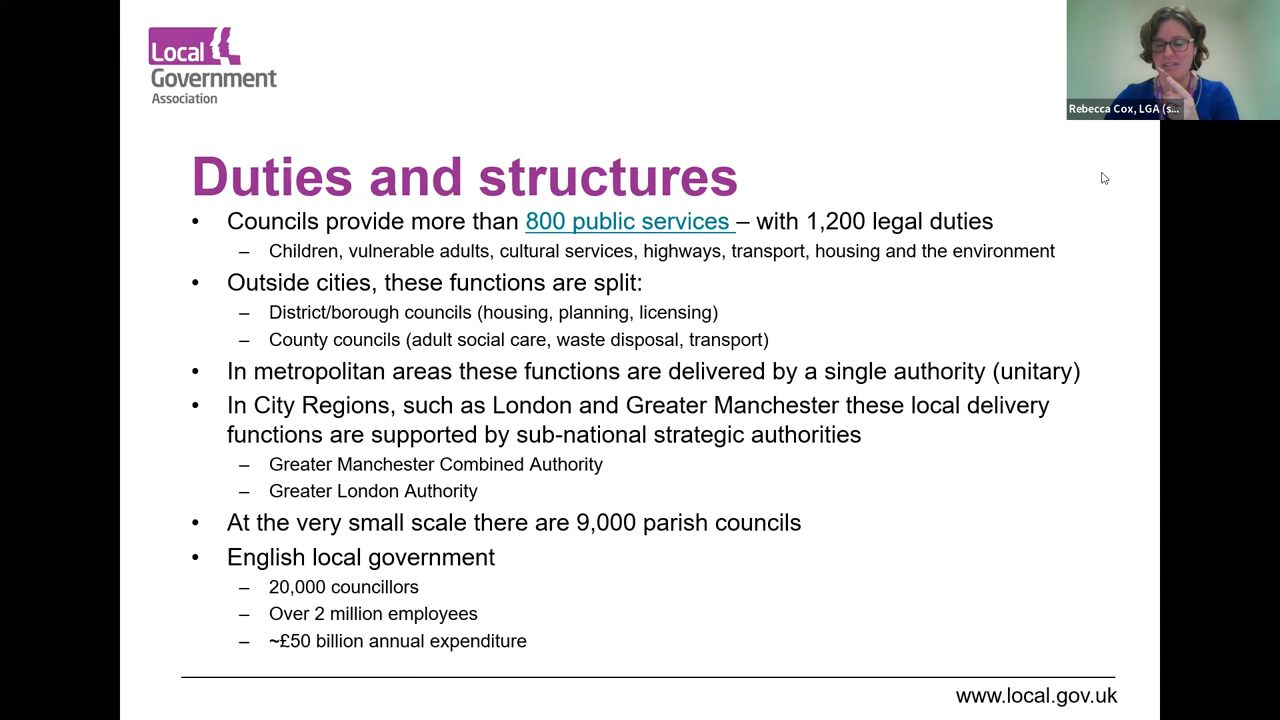 Local
Government
Association
Rebecca Cox, LGA (s...
Duties and structures
• Councils provide more than 800 public services – with 1,200 legal duties
– Children, vulnerable adults, cultural services, highways, transport, housing and the environment
• Outside cities, these functions are split:
– District/borough councils (housing, planning, licensing)
– County councils (adult social care, waste disposal, transport)
• In metropolitan areas these functions are delivered by a single authority (unitary)
• In City Regions, such as London and Greater Manchester these local delivery
functions are supported by sub-national strategic authorities
– Greater Manchester Combined Authority
– Greater London Authority
• At the very small scale there are 9,000 parish councils
• English local government
– 20,000 councillors
– Over 2 million employees
– ~£50 billion annual expenditure
www.local.gov.uk